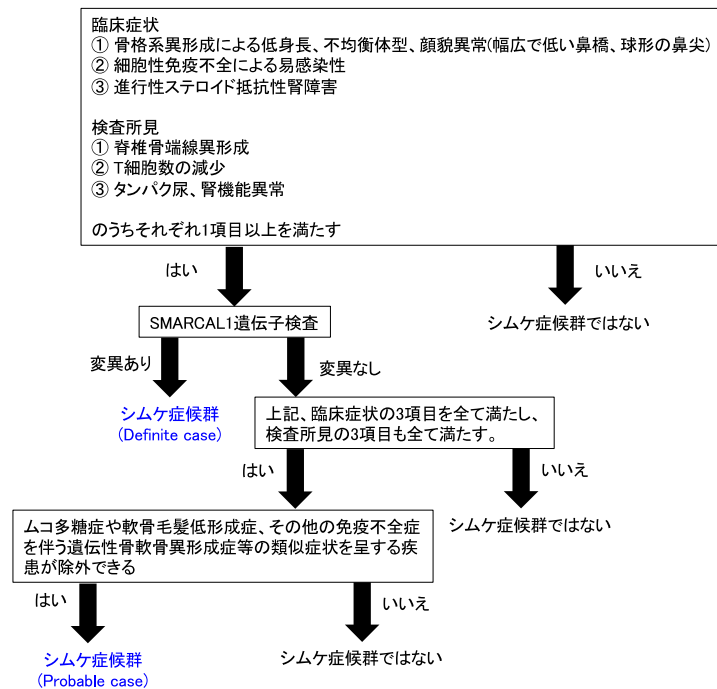 臨床症状
① 骨格系異形成による低身長、不均衡体型、顔貌異常(幅広で低い鼻橋、球形の鼻尖)
② 細胞性免疫不全による易感染性
③ 進行性ステロイド抵抗性腎障害
検査所見
① 脊椎骨端線異形成
② T細胞数の減少
③ タンパク尿、腎機能異常
のうちそれぞれ1項目以上を満たす
はい
いいえ
SMARCAL1遺伝子検査
シムケ症候群ではない
変異あり
変異なし
シムケ症候群
(Definite case)
上記、臨床症状の3項目を全て満たし、
検査所見の3項目も全て満たす。
はい
いいえ
ムコ多糖症や軟骨毛髪低形成症、その他の免疫不全症
を伴う遺伝性骨軟骨異形成症等の類似症状を呈する疾
患が除外できる
シムケ症候群ではない
はい
いいえ
シムケ症候群
(Probable case)
シムケ症候群ではない